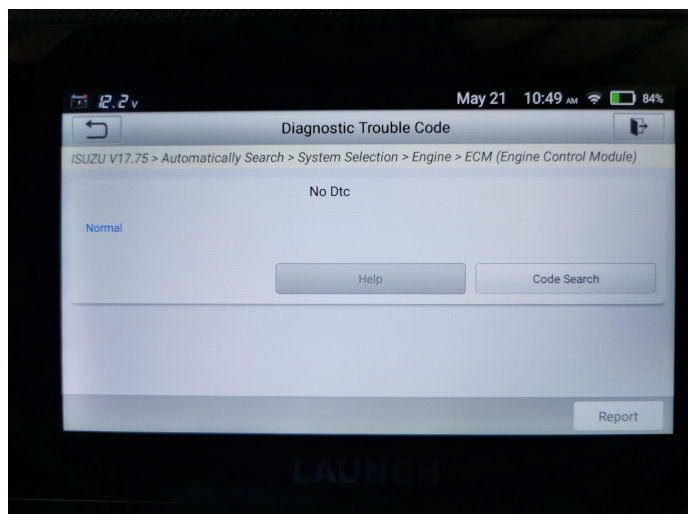 12.2 v May 21 10:49 AM 84%
Diagnostic Trouble Code
ISUZU V17.75 > Automatically Search > System Selection > Engine > ECM (Engine Control Module)
No Dtc
Normal
Help Code Search
Report
LAUNCH